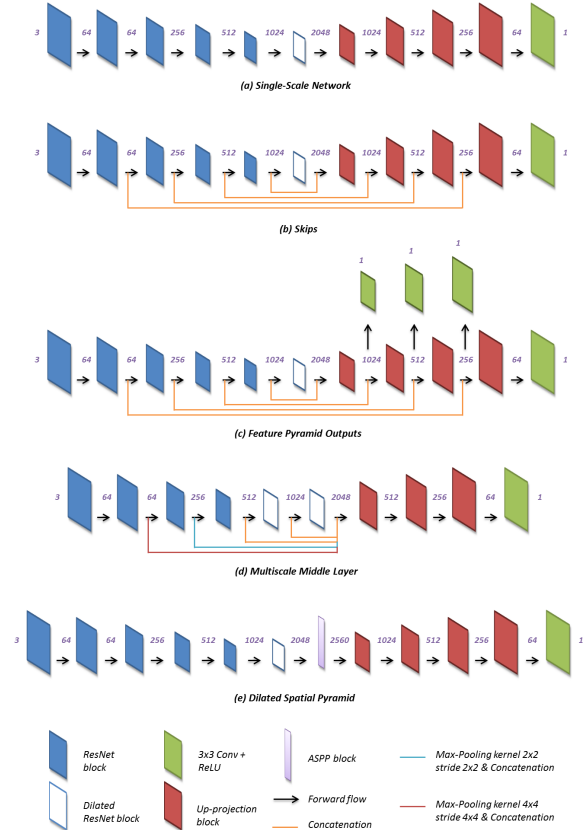 3 64 64 256 512 1024 2048 1024 512 256 64 1
(a) Single-Scale Network
3 64 64 256 512 1024 2048 1024 512 256 64 1
(b) Skips
1 1 1
3 64 64 256 512 1024 2048 1024 512 256 64 1
(c) Feature Pyramid Outputs
3 64 64 256 512 1024 2048 512 256 64 1
(d) Multiscale Middle Layer
3 64 64 256 512 1024 2048 2560 1024 512 256 64 1
(e) Dilated Spatial Pyramid
ResNet
block
3x3 Conv +
ReLU
ASPP block
Max-Pooling kernel 2x2
stride 2x2 & Concatenation
Dilated
ResNet block
Up-projection
block
Forward flow
Concatenation
Max-Pooling kernel 4x4
stride 4x4 & Concatenation